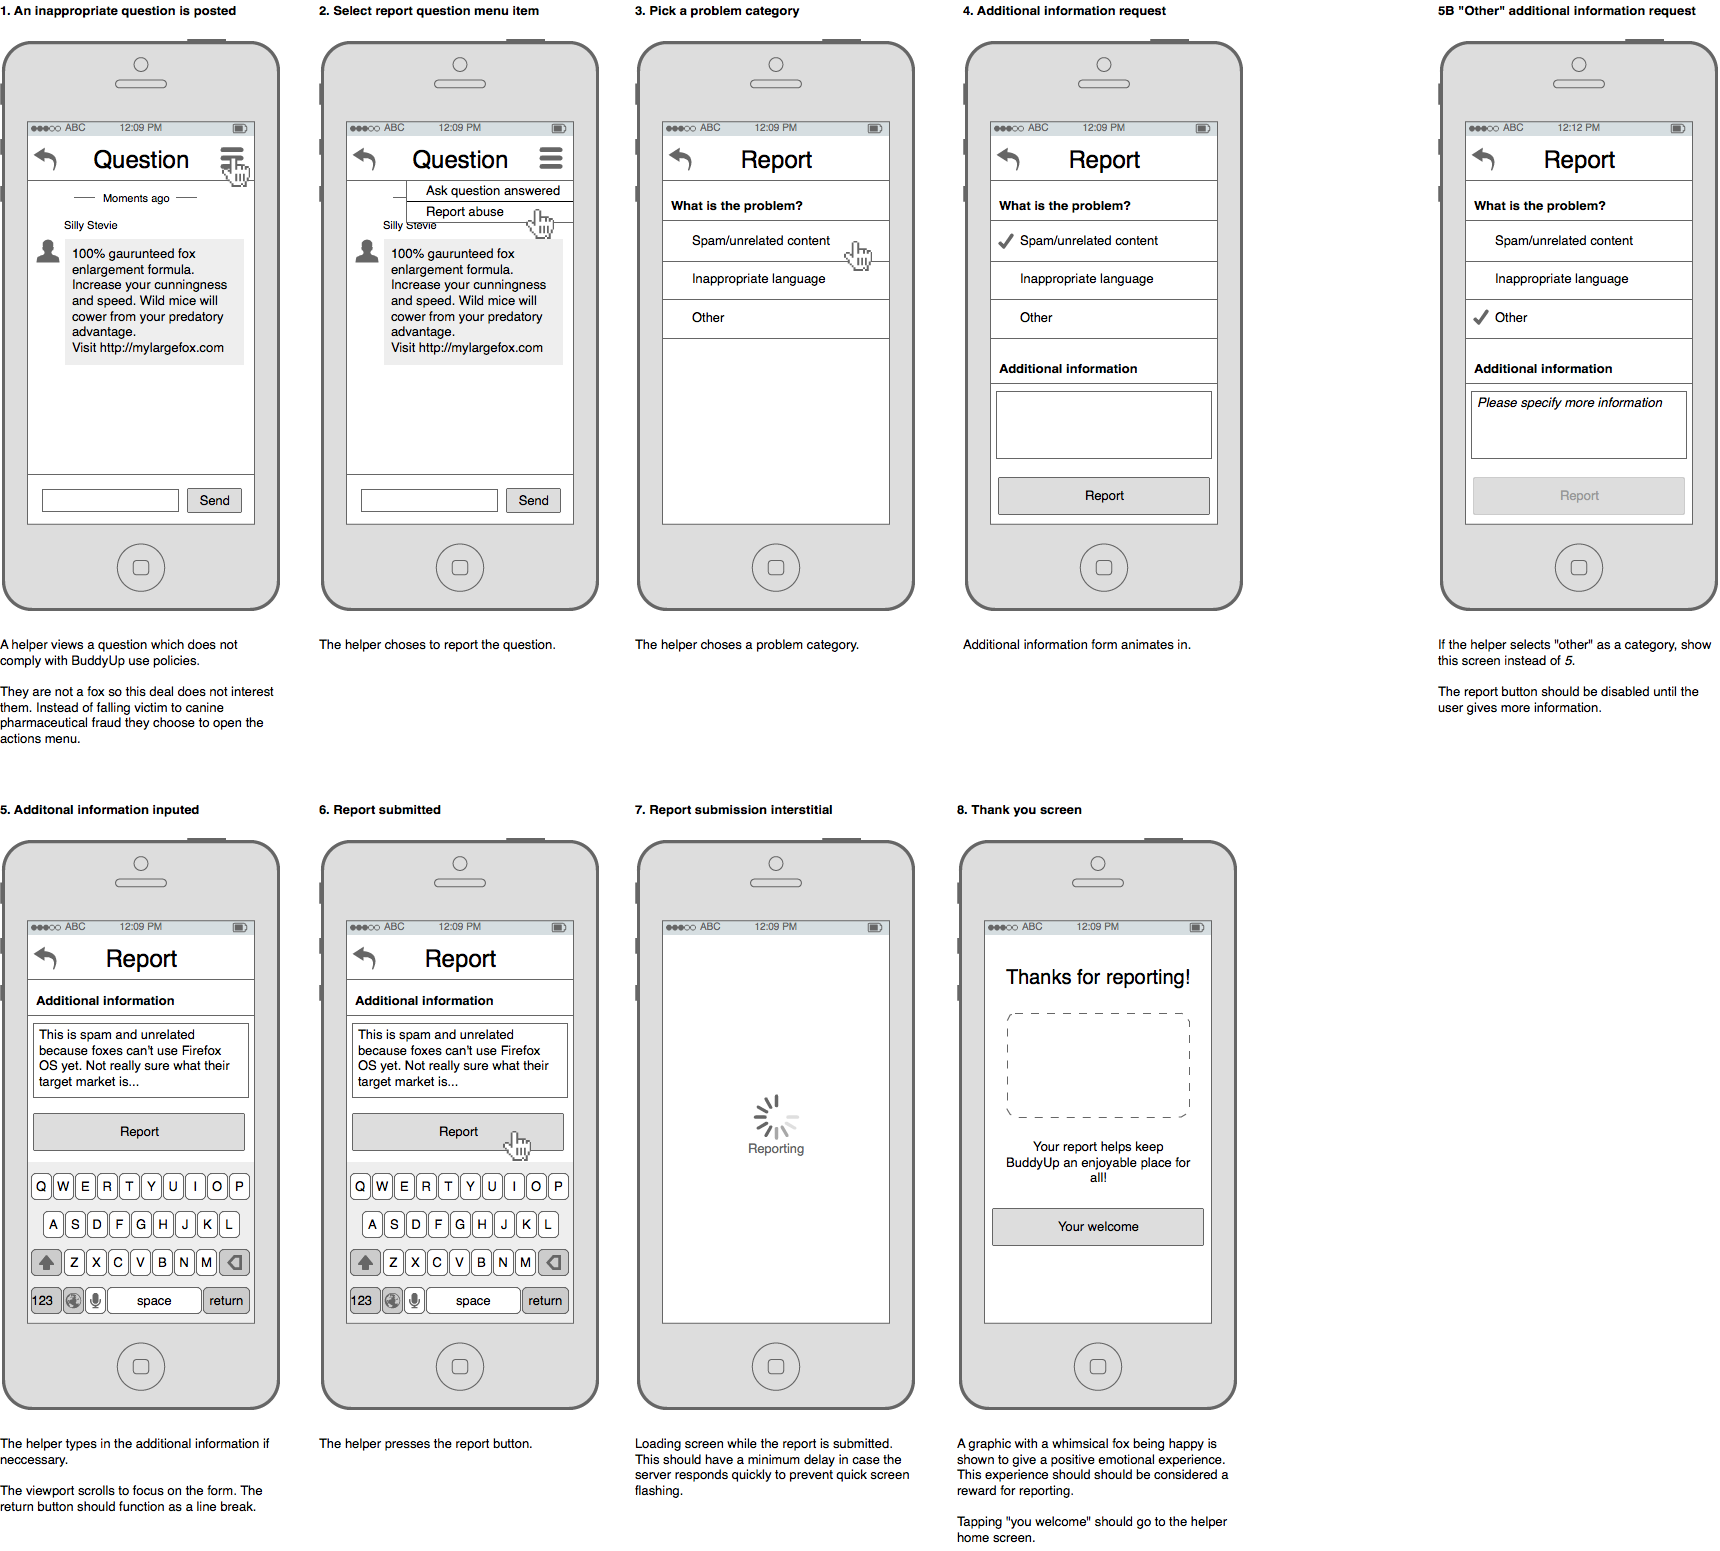 1. An inappropriate question is posted
ABC 12:09 PM
Question
Moments ago
Silly Stevie
100% gaurunteed fox
enlargement formula.
Increase your cunningness
and speed. Wild mice will
cower from your predatory
advantage.
Visit http://mylargefox.com
Send
A helper views a question which does not
comply with BuddyUp use policies.
They are not a fox so this deal does not interest
them. Instead of falling victim to canine
pharmaceutical fraud they choose to open the
actions menu.
2. Select report question menu item
ABC 12:09 PM
Question
Ask question answered
Report abuse
Silly Stevie
100% gaurunteed fox
enlargement formula.
Increase your cunningness
and speed. Wild mice will
cower from your predatory
advantage.
Visit http://mylargefox.com
Send
The helper choses to report the question.
3. Pick a problem category
ABC 12:09 PM
Report
What is the problem?
Spam/unrelated content
Inappropriate language
Other
The helper choses a problem category.
4. Additional information request
ABC 12:09 PM
Report
What is the problem?
Spam/unrelated content
Inappropriate language
Other
Additional information
Report
Additional information form animates in.
5B "Other" additional information request
ABC 12:12 PM
Report
What is the problem?
Spam/unrelated content
Inappropriate language
Other
Additional information
Please specify more information
Report
If the helper selects "other" as a category, show
this screen instead of 5.
The report button should be disabled until the
user gives more information.
5. Additonal information inputed
ABC 12:09 PM
Report
Additional information
This is spam and unrelated
because foxes can't use Firefox
OS yet. Not really sure what their
target market is...
Report
Q W E R T Y U I O P
A S D F G H J K L
Z X C V B N M
123 space return
The helper types in the additional information if
neccessary.
The viewport scrolls to focus on the form. The
return button should function as a line break.
6. Report submitted
ABC 12:09 PM
Report
Additional information
This is spam and unrelated
because foxes can't use Firefox
OS yet. Not really sure what their
target market is...
Report
Q W E R T Y U I O P
A S D F G H J K L
Z X C V B N M
123 space return
The helper presses the report button.
7. Report submission interstitial
ABC 12:09 PM
Reporting
Loading screen while the report is submitted.
This should have a minimum delay in case the
server responds quickly to prevent quick screen
flashing.
8. Thank you screen
ABC 12:09 PM
Thanks for reporting!
Your report helps keep
BuddyUp an enjoyable place for
all!
Your welcome
A graphic with a whimsical fox being happy is
shown to give a positive emotional experience.
This experience should should be considered a
reward for reporting.
Tapping "you welcome" should go to the helper
home screen.